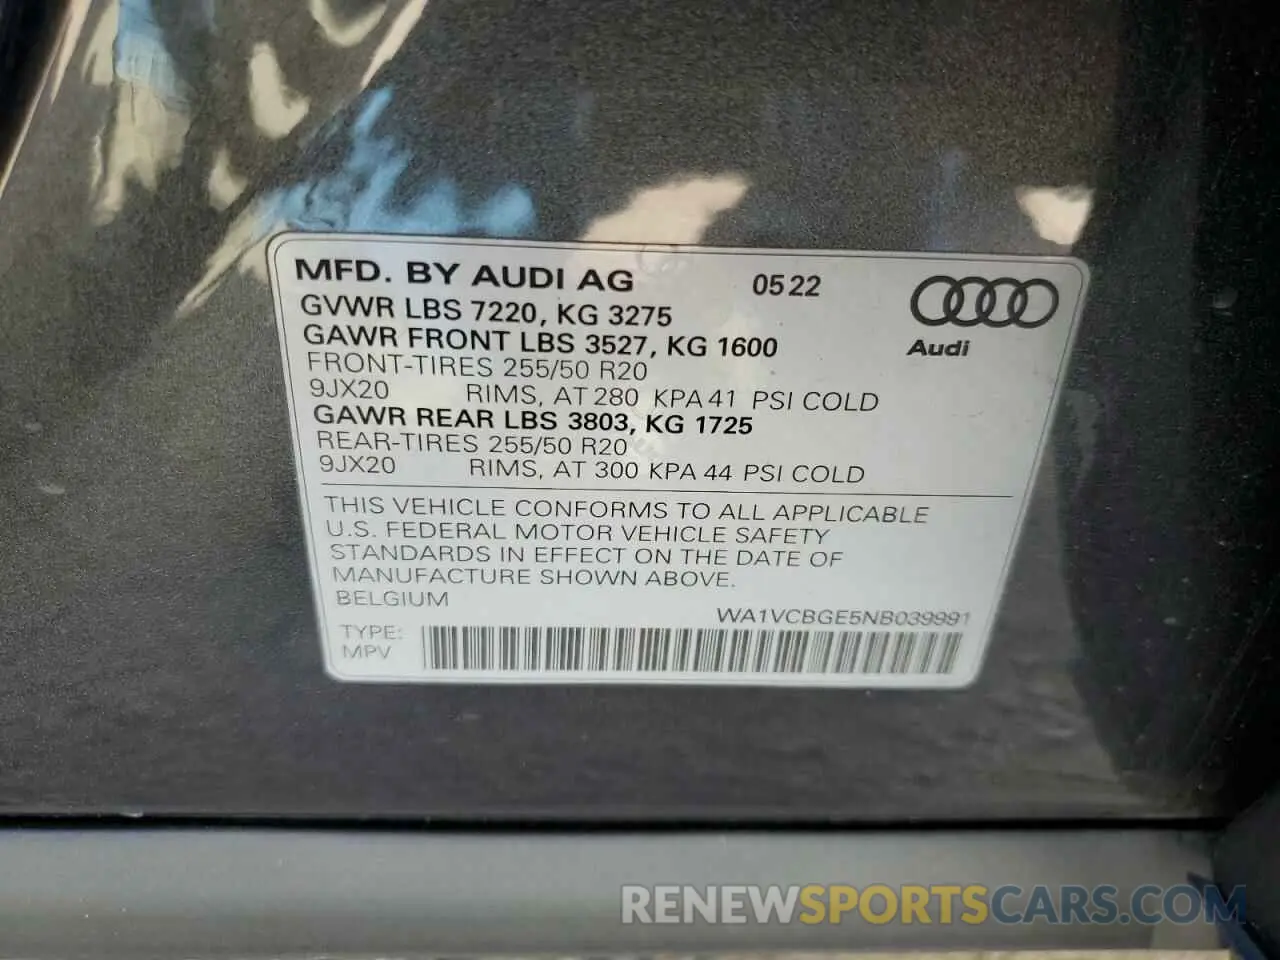 MFD. BY AUDI AG 05 22
GVWR LBS 7220, KG 3275
GAWR FRONT LBS 3527, KG 1600
Audi
FRONT-TIRES 255/50 R20
9JX20 RIMS, AT 280 KPA 41 PSI COLD
GAWR REAR LBS 3803, KG 1725
REAR-TIRES 255/50 R20
9JX20 RIMS, AT 300 KPA 44 PSI COLD
THIS VEHICLE CONFORMS TO ALL APPLICABLE
U.S. FEDERAL MOTOR VEHICLE SAFETY
STANDARDS IN EFFECT ON THE DATE OF
MANUFACTURE SHOWN ABOVE.
BELGIUM
WA1VCBGE5NB039991
TYPE:
MPV
RENEWSPORTSCARS.COM